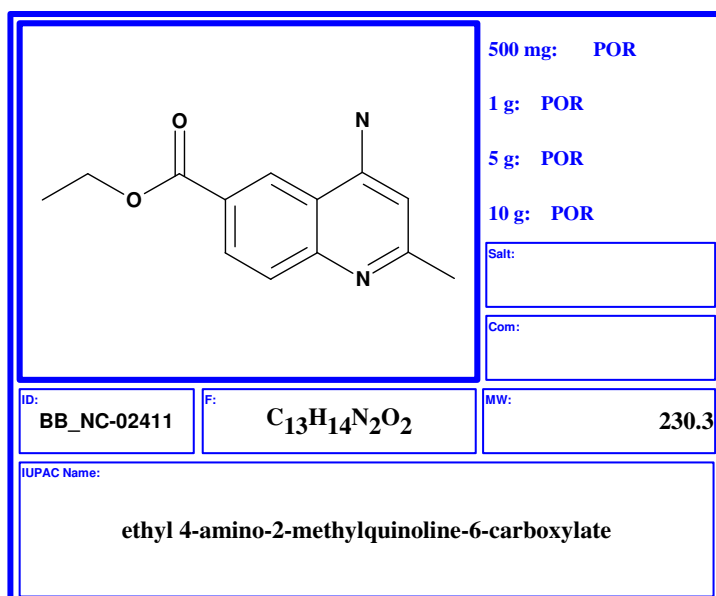 500 mg: POR
1 g: POR
5 g: POR
10 g: POR
N
O
O
N
Salt:
Com:
ID:
BB_NC-02411
F:
C13H14N2O2
MW:
230.3
IUPAC Name:
ethyl 4-amino-2-methylquinoline-6-carboxylate